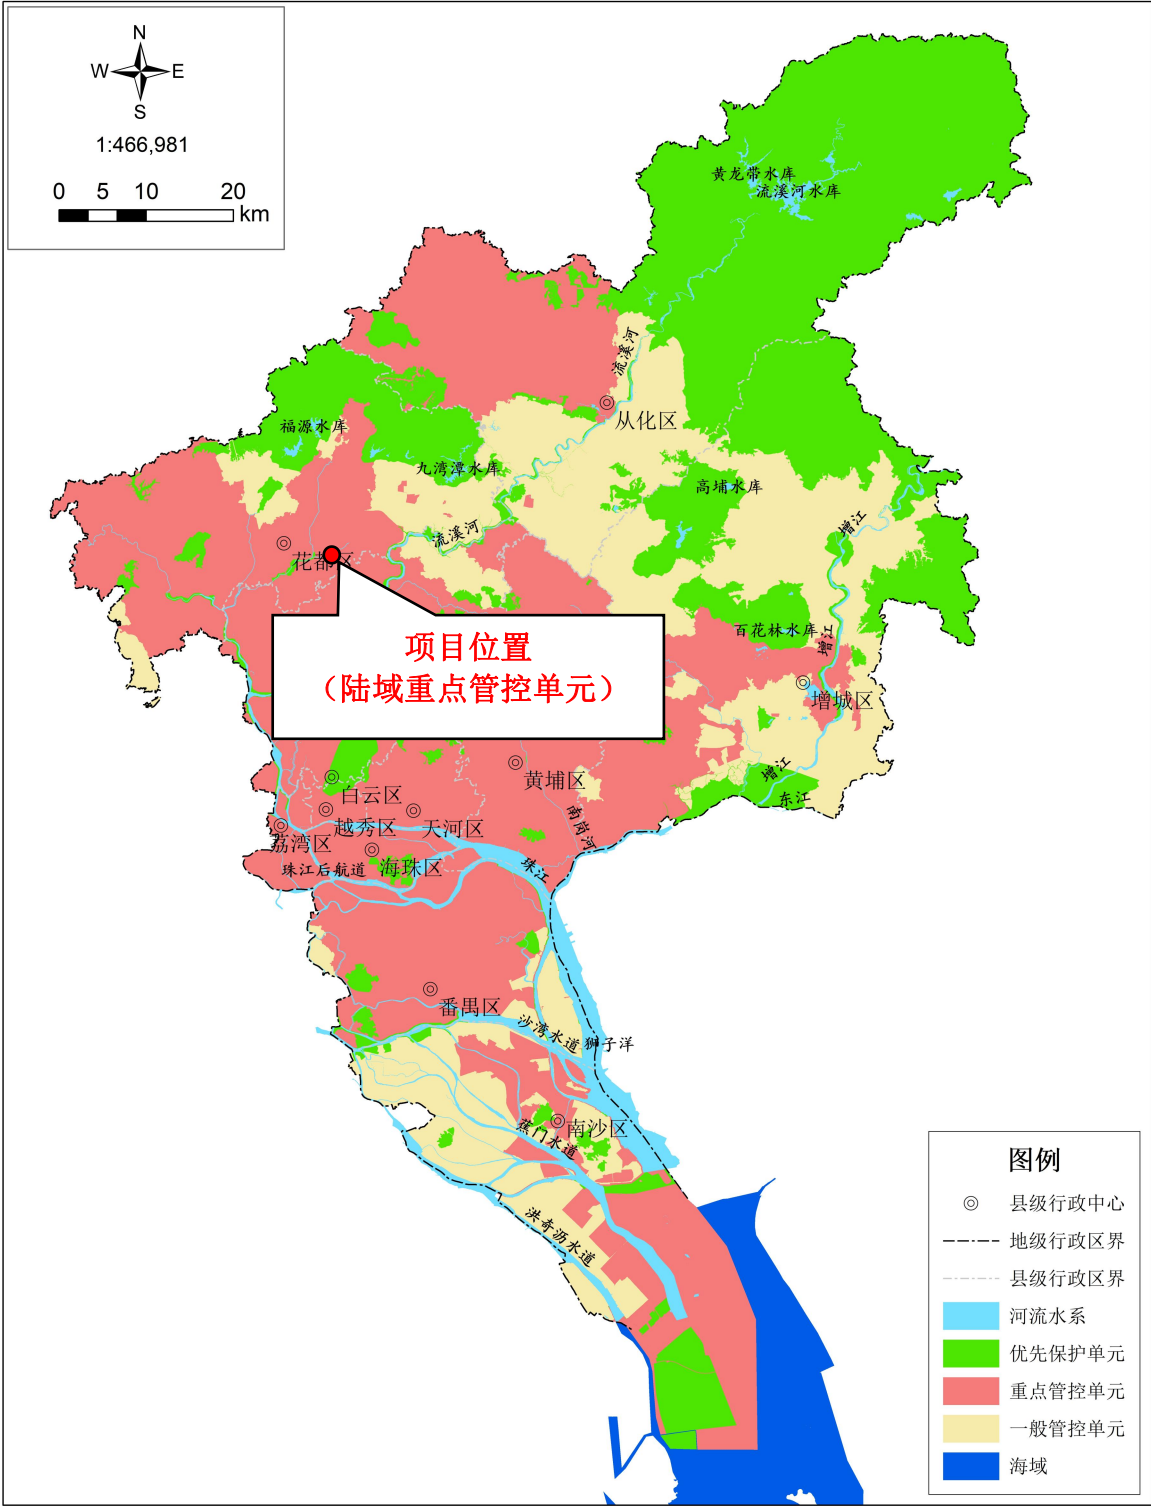 N
W E
S
1:466,981
0 5 10 20
km
黄龙带水库
流溪河水库
流溪河
从化区
福源水库
九湾潭水库
高埔水库
流溪河
增江
花都区
项目位置
（陆域重点管控单元）
百花林水库
增江
增城区
增江
东江
黄埔区
南岗河
白云区
越秀区
天河区
荔湾区
海珠区
珠江后航道
珠江
番禺区
沙湾水道
狮子洋
南沙区
蕉门水道
洪奇沥水道
图例
县级行政中心
地级行政区界
县级行政区界
河流水系
优先保护单元
重点管控单元
一般管控单元
海域